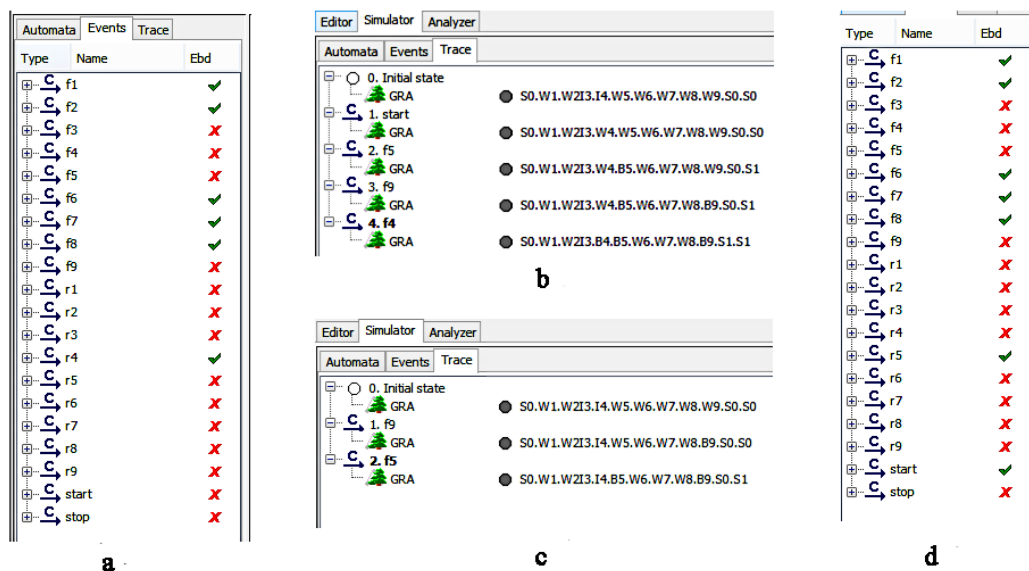 Automata Events Trace
Type Name Ebd
C f1
C f2
C f3
C f4
C f5
C f6
C f7
C f8
C f9
C r1
C r2
C r3
C r4
C r5
C r6
C r7
C r8
C r9
C start
C stop
a
Editor Simulator Analyzer
Automata Events Trace
0. Initial state
GRA S0.W1.W2I3.I4.W5.W6.W7.W8.W9.S0.S0
C 1. start
GRA S0.W1.W2I3.W4.W5.W6.W7.W8.W9.S0.S0
C 2. f5
GRA S0.W1.W2I3.W4.B5.W6.W7.W8.W9.S0.S1
C 3. f9
GRA S0.W1.W2I3.W4.B5.W6.W7.W8.B9.S0.S1
C 4. f4
GRA S0.W1.W2I3.B4.B5.W6.W7.W8.B9.S1.S1
b
Editor Simulator Analyzer
Automata Events Trace
0. Initial state
GRA S0.W1.W2I3.I4.W5.W6.W7.W8.W9.S0.S0
C 1. f9
GRA S0.W1.W2I3.I4.W5.W6.W7.W8.B9.S0.S0
C 2. f5
GRA S0.W1.W2I3.I4.B5.W6.W7.W8.B9.S0.S1
c
Type Name Ebd
C f1
C f2
C f3
C f4
C f5
C f6
C f7
C f8
C f9
C r1
C r2
C r3
C r4
C r5
C r6
C r7
C r8
C r9
C start
C stop
d